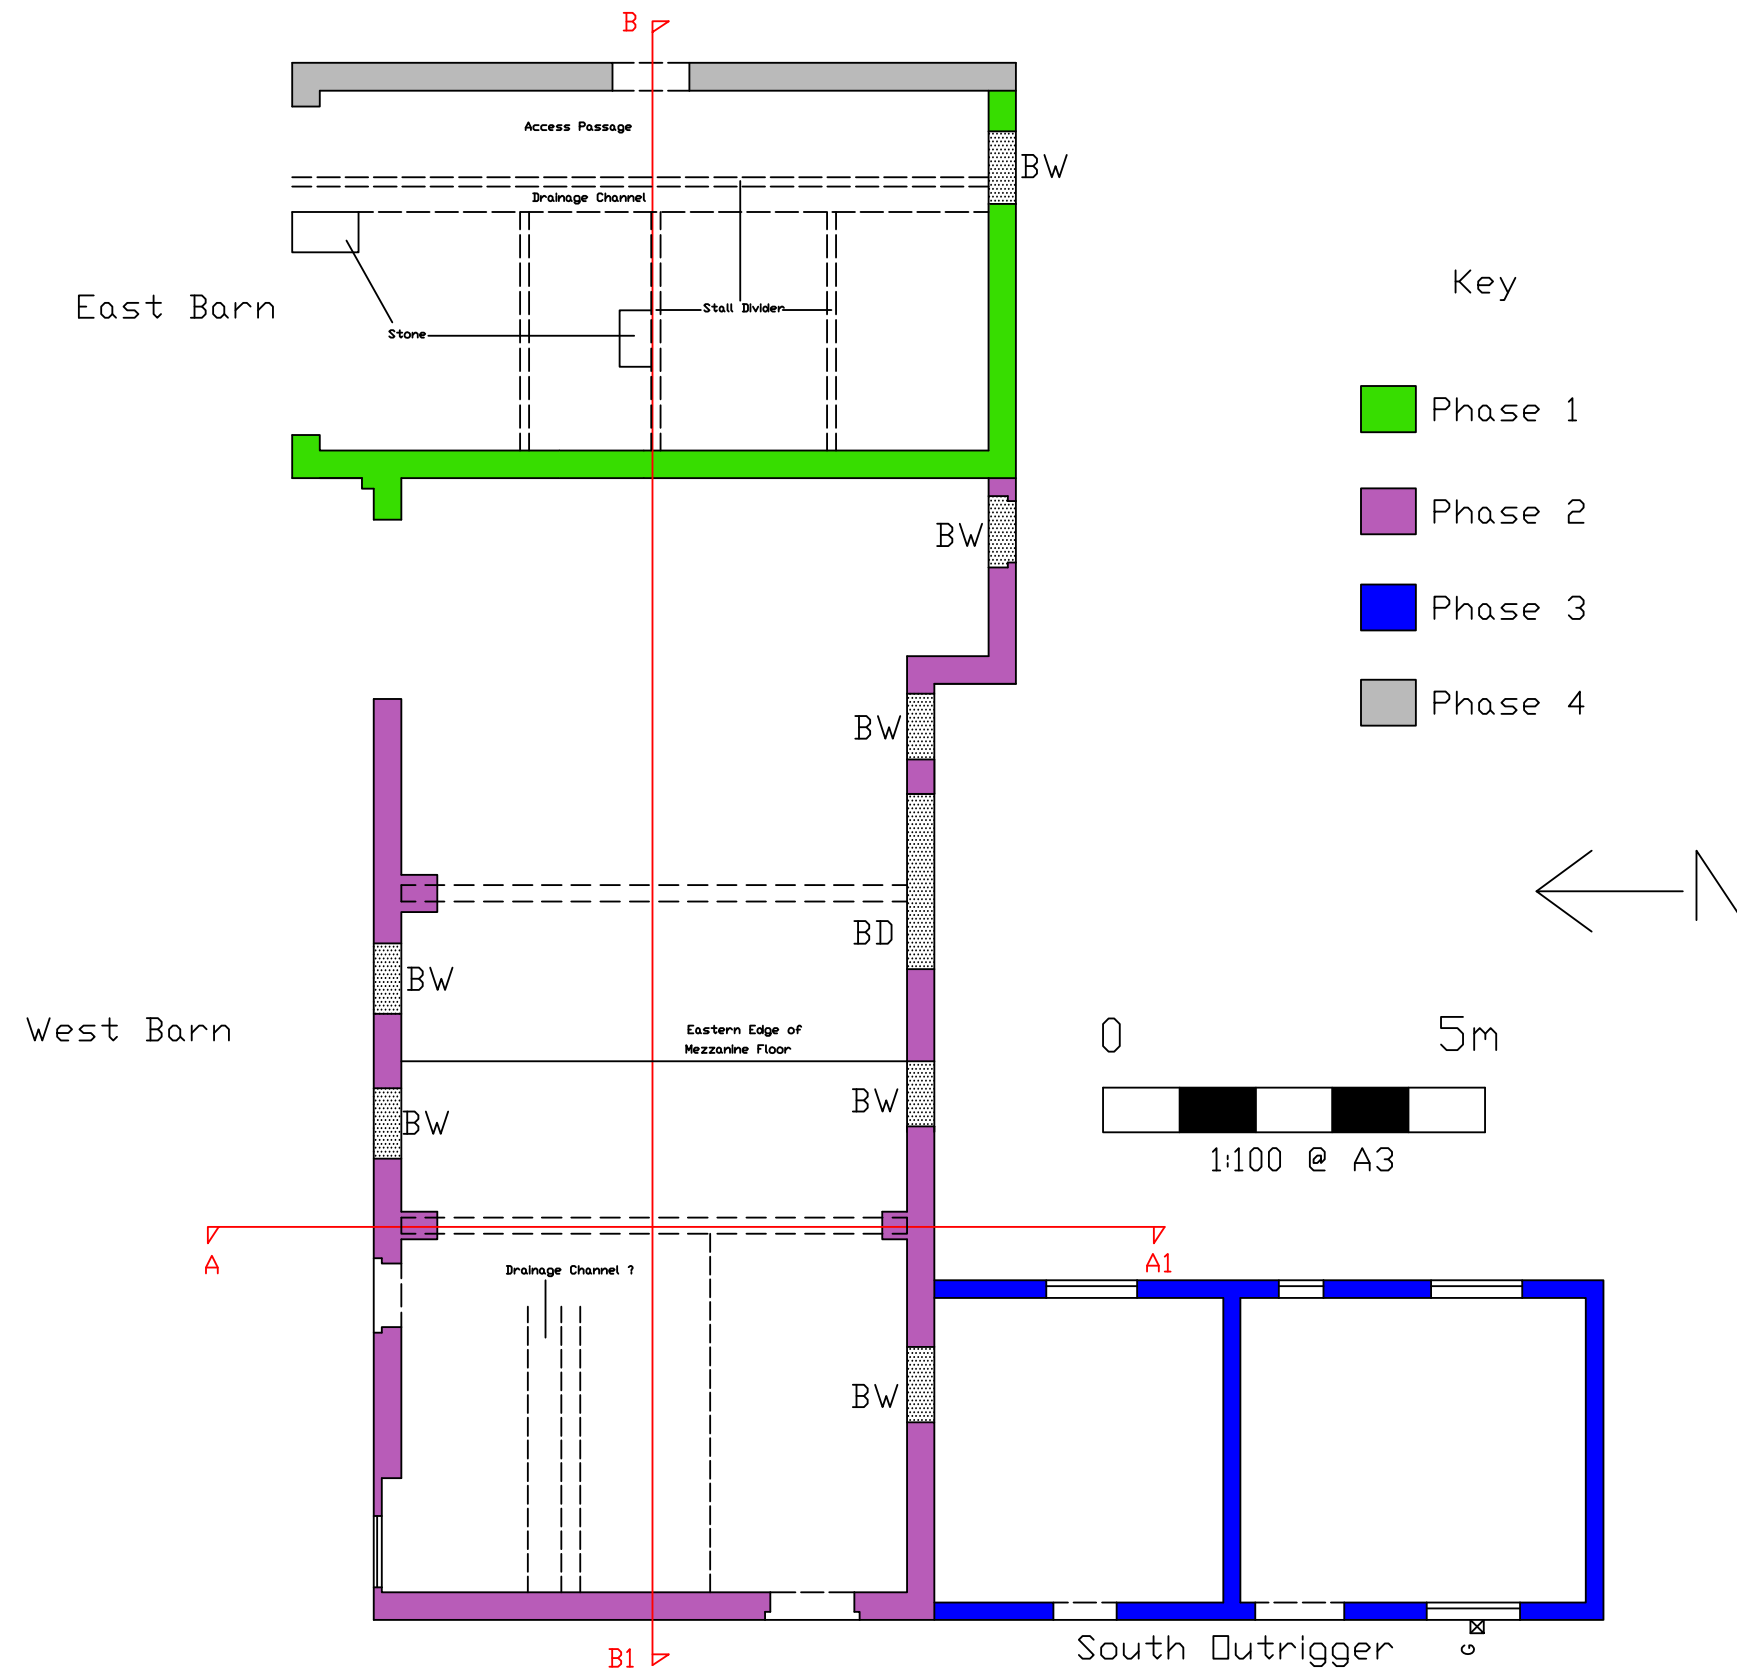 B
Access Passage
BW
Drainage Channel
East Barn
Stall Divider
Stone
Key
Phase 1
Phase 2
Phase 3
Phase 4
BW
BW
BD
BW
N
West Barn
Eastern Edge of
Mezzanine Floor
0 5m
1:100 @ A3
BW
BW
A
A1
Drainage Channel ?
BW
B1
South Outrigger
G